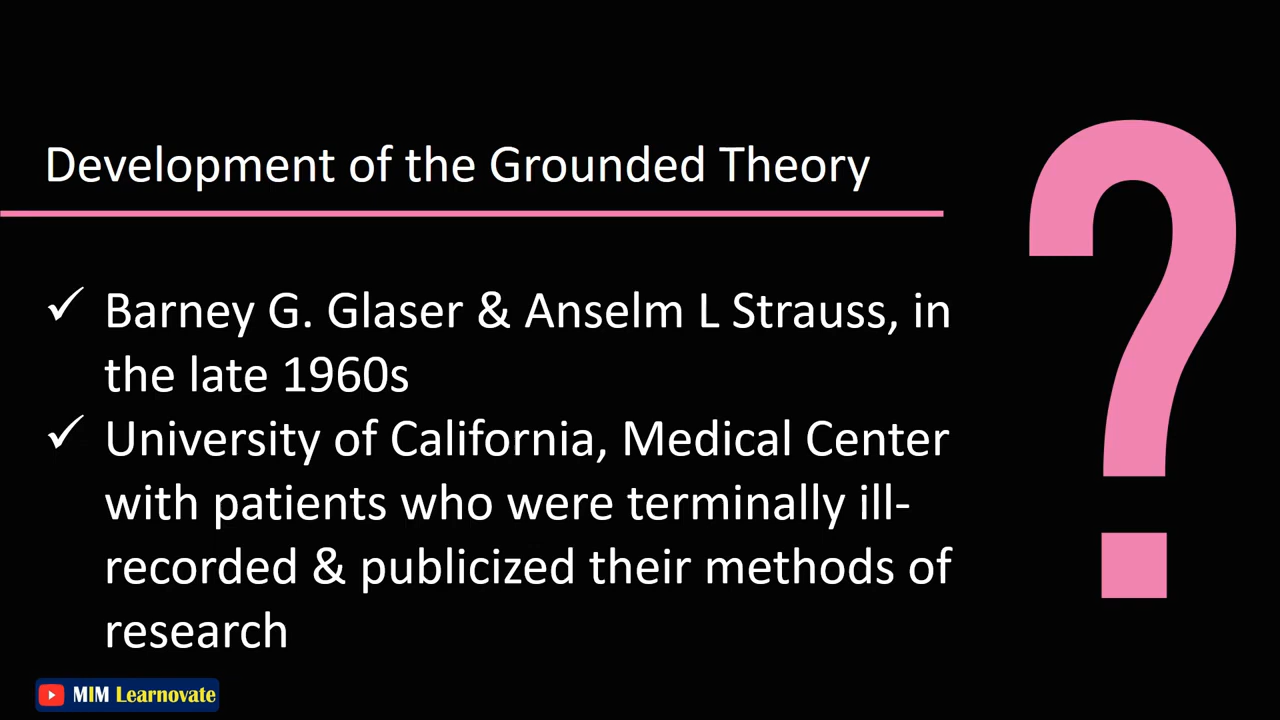 Development of the Grounded Theory
✓ Barney G. Glaser & Anselm L Strauss, in
the late 1960s
✓ University of California, Medical Center
with patients who were terminally ill-
recorded & publicized their methods of
research
?
MIM Learnovate